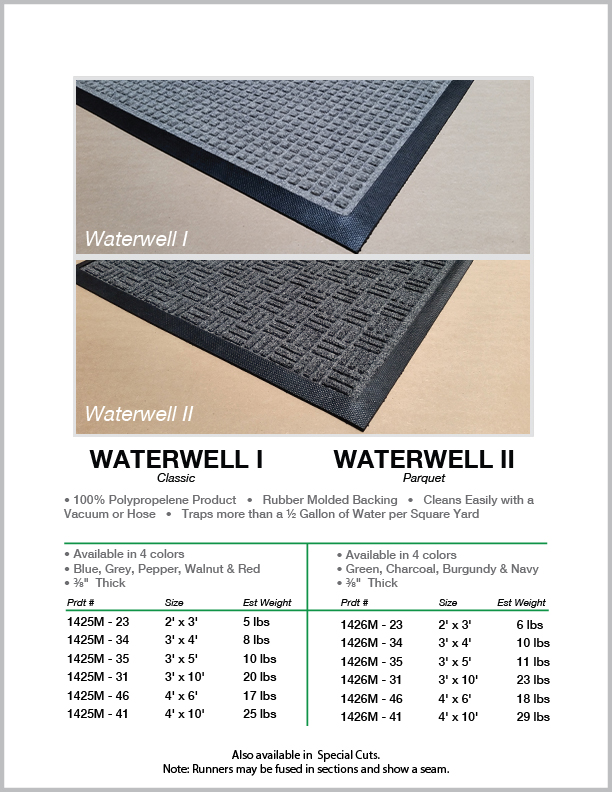 Waterwell I
Waterwell II
WATERWELL I
Classic
WATERWELL II
Parquet
• 100% Polypropelene Product • Rubber Molded Backing • Cleans Easily with a
Vacuum or Hose • Traps more than a ½ Gallon of Water per Square Yard
• Available in 4 colors
• Blue, Grey, Pepper, Walnut & Red
• ⅜" Thick
Prdt # Size Est Weight
1425M - 23 2' x 3' 5 lbs
1425M - 34 3' x 4' 8 lbs
1425M - 35 3' x 5' 10 lbs
1425M - 31 3' x 10' 20 lbs
1425M - 46 4' x 6' 17 lbs
1425M - 41 4' x 10' 25 lbs
• Available in 4 colors
• Green, Charcoal, Burgundy & Navy
• ⅜" Thick
Prdt # Size Est Weight
1426M - 23 2' x 3' 6 lbs
1426M - 34 3' x 4' 10 lbs
1426M - 35 3' x 5' 11 lbs
1426M - 31 3' x 10' 23 lbs
1426M - 46 4' x 6' 18 lbs
1426M - 41 4' x 10' 29 lbs
Also available in Special Cuts.
Note: Runners may be fused in sections and show a seam.